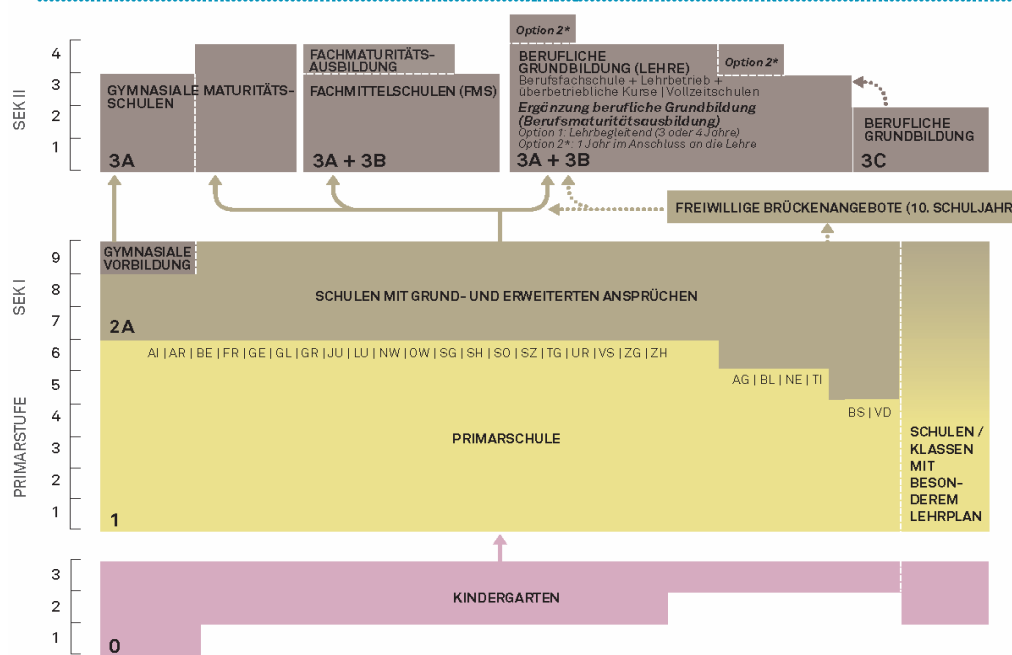 Option 2*
4
3
2
1
SEK II
GYMNASIALE MATURITÄTS-
SCHULEN
3A
FACHMATURITÄTS-
AUSBILDUNG
FACHMITTELSCHULEN (FMS)
3A + 3B
BERUFLICHE
GRUNDBILDUNG (LEHRE)
Berufsfachschule + Lehrbetrieb +
überbetriebliche Kurse | Vollzeitschulen
Ergänzung berufliche Grundbildung
(Berufsmaturitätsausbildung)
Option 1: Lehrbegleitend (3 oder 4 Jahre)
Option 2*: 1 Jahr im Anschluss an die Lehre
3A + 3B
Option 2*
BERUFLICHE
GRUNDBILDUNG
3C
FREIWILLIGE BRÜCKENANGEBOTE (10. SCHULJAHR
9
8
7
SEK I
GYMNASIALE
VORBILDUNG
SCHULEN MIT GRUND- UND ERWEITERTEN ANSPRÜCHEN
2A
6
5
4
3
2
1
PRIMARSTUFE
AI | AR | BE | FR | GE | GL | GR | JU | LU | NW | OW | SG | SH | SO | SZ | TG | UR | VS | ZG | ZH
AG | BL | NE | TI
BS | VD
PRIMARSCHULE
1
SCHULEN /
KLASSEN
MIT
BESON-
DEREM
LEHRPLAN
3
2
1
KINDERGARTEN
0